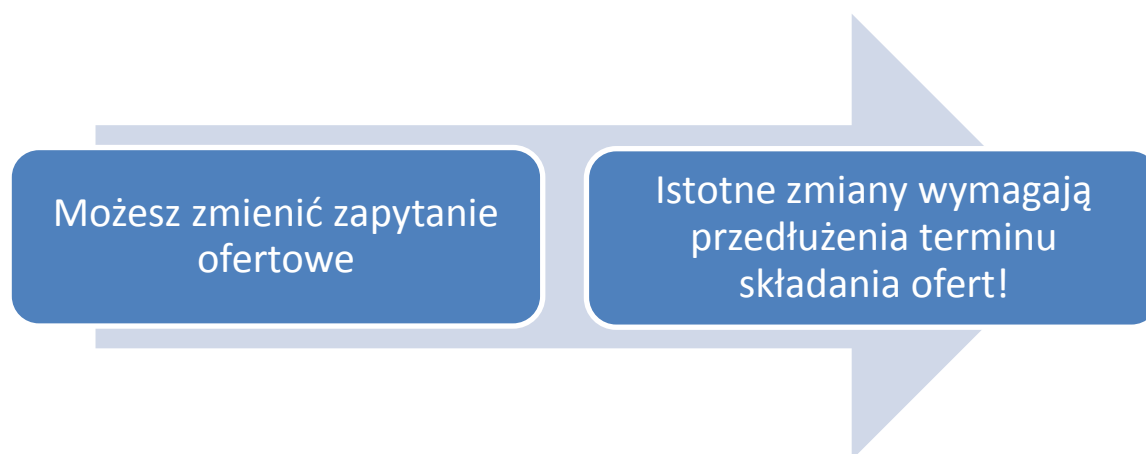 Możesz zmienić zapytanie
ofertowe
Istotne zmiany wymagają
przedłużenia terminu
składania ofert!